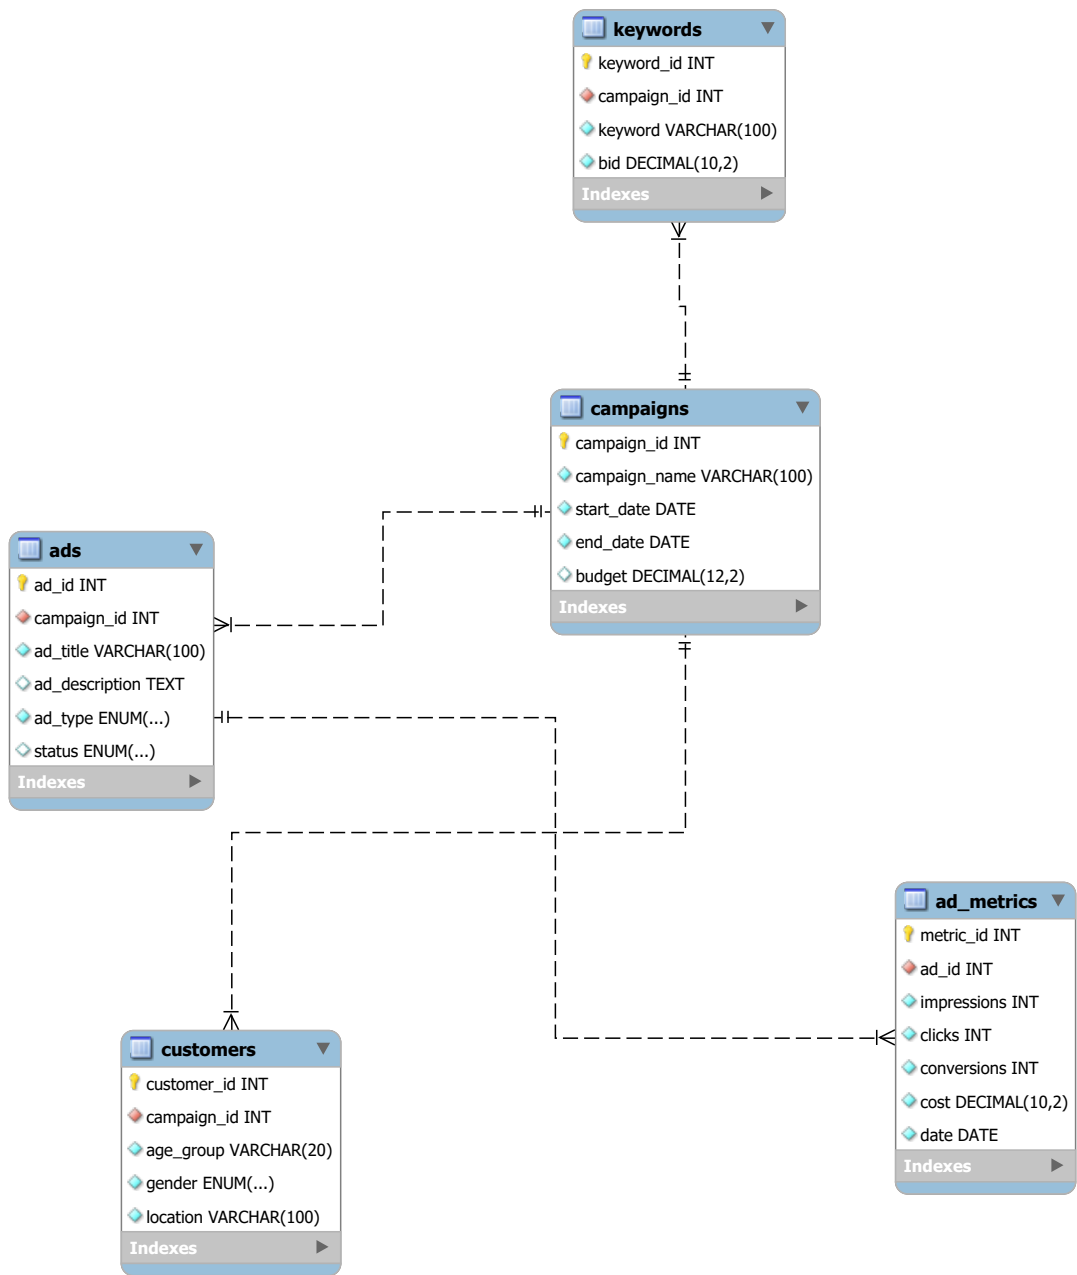 keywords
keyword_id INT
campaign_id INT
keyword VARCHAR(100)
bid DECIMAL(10,2)
Indexes
campaigns
campaign_id INT
campaign_name VARCHAR(100)
start_date DATE
end_date DATE
budget DECIMAL(12,2)
Indexes
ads
ad_id INT
campaign_id INT
ad_title VARCHAR(100)
ad_description TEXT
ad_type ENUM(...)
status ENUM(...)
Indexes
ad_metrics
metric_id INT
ad_id INT
impressions INT
clicks INT
conversions INT
cost DECIMAL(10,2)
date DATE
Indexes
customers
customer_id INT
campaign_id INT
age_group VARCHAR(20)
gender ENUM(...)
location VARCHAR(100)
Indexes